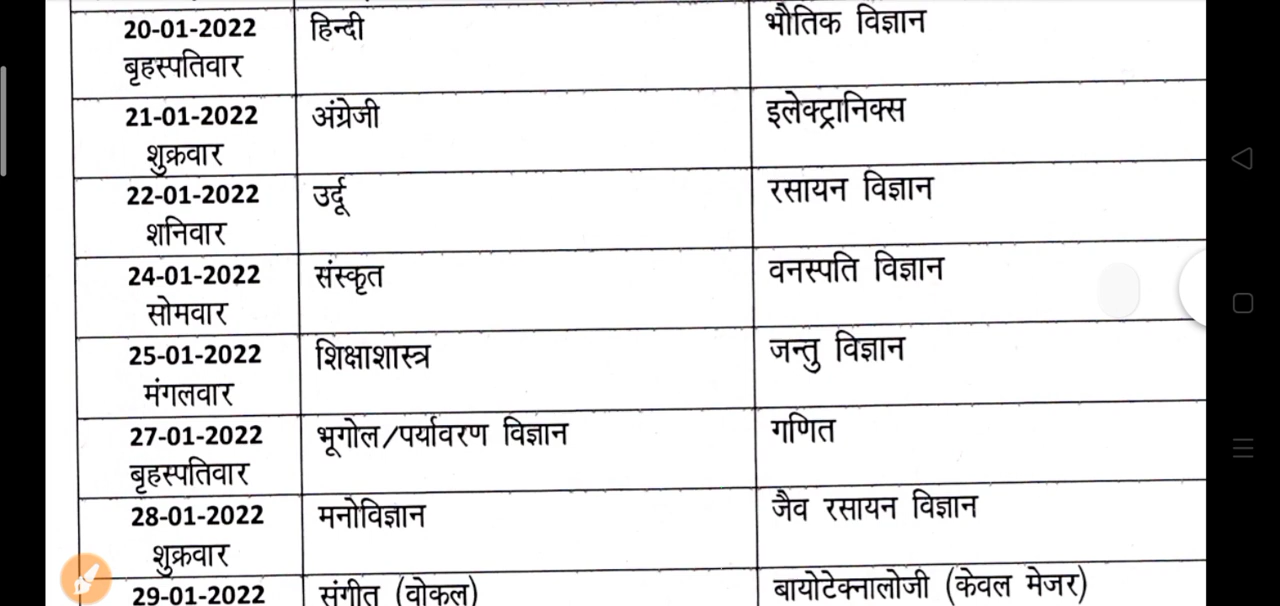 20-01-2022 हिन्दी भौतिक विज्ञान
बृहस्पतिवार
21-01-2022 अंग्रेजी इलेक्ट्रानिक्स
शुक्रवार
22-01-2022 उर्दू रसायन विज्ञान
शनिवार
24-01-2022 संस्कृत वनस्पति विज्ञान
सोमवार
25-01-2022 शिक्षाशास्त्र जन्तु विज्ञान
मंगलवार
27-01-2022 भूगोल/पर्यावरण विज्ञान गणित
बृहस्पतिवार
28-01-2022 मनोविज्ञान जैव रसायन विज्ञान
शुक्रवार
29-01-2022 संगीत (वोकल) बायोटेक्नालोजी (केवल मेजर)